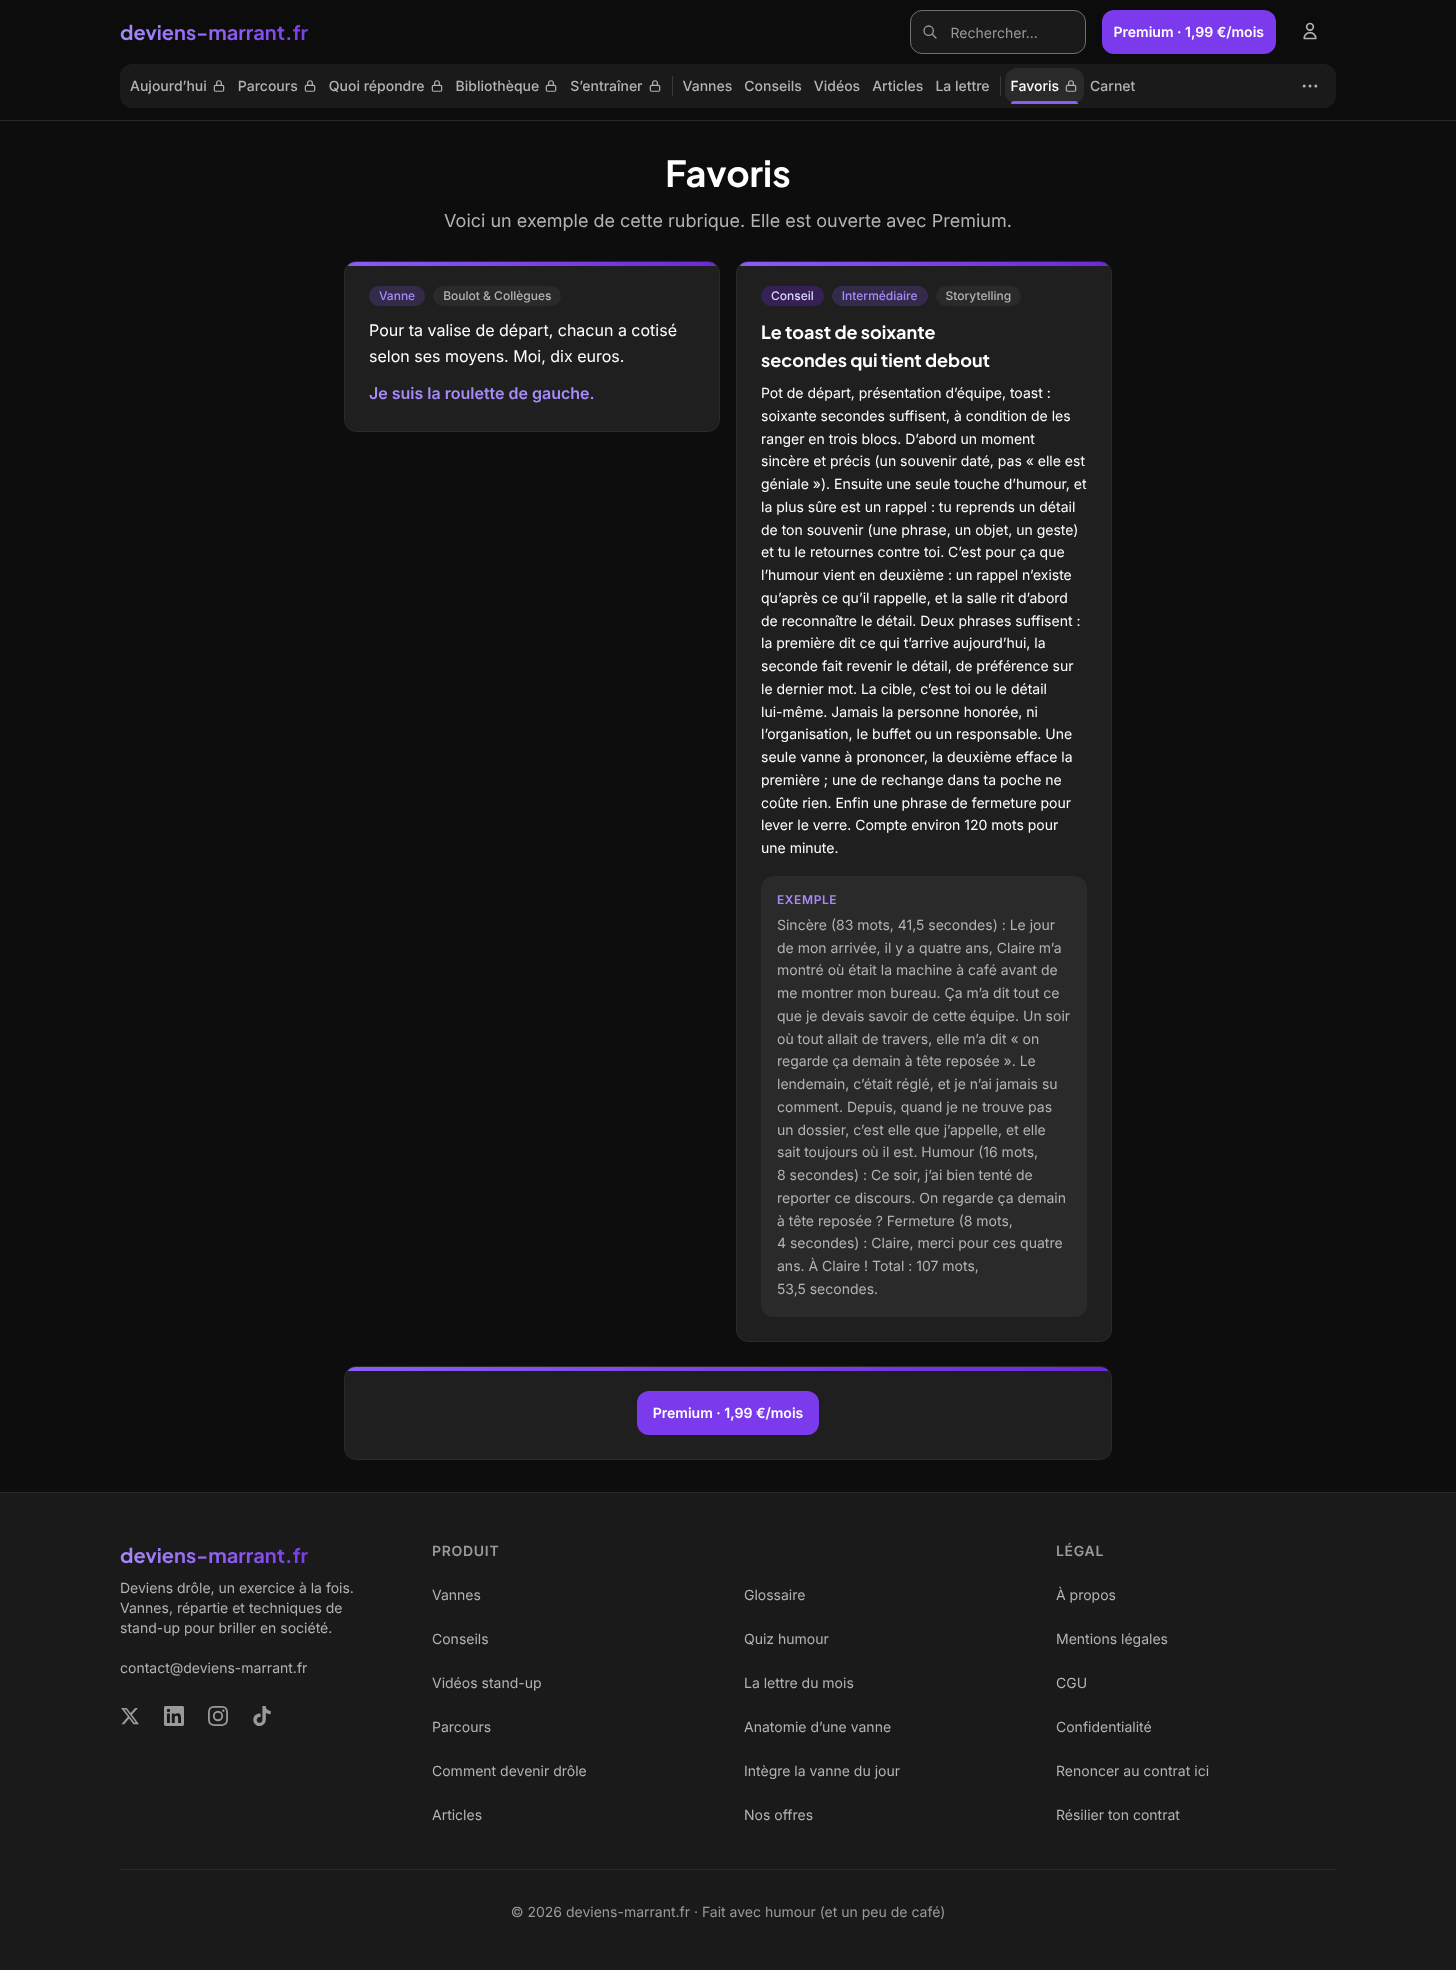 deviens-marrant.fr
Rechercher...
Premium · 1,99 €/mois
Aujourd’hui
Parcours
Quoi répondre
Bibliothèque
S’entraîner
Vannes
Conseils
Vidéos
Articles
La lettre
Favoris
Carnet
Favoris
Voici un exemple de cette rubrique. Elle est ouverte avec Premium.
Vanne
Boulot & Collègues
Pour ta valise de départ, chacun a cotisé
selon ses moyens. Moi, dix euros.
Je suis la roulette de gauche.
Conseil
Intermédiaire
Storytelling
Le toast de soixante
secondes qui tient debout
Pot de départ, présentation d’équipe, toast :
soixante secondes suffisent, à condition de les
ranger en trois blocs. D’abord un moment
sincère et précis (un souvenir daté, pas « elle est
géniale »). Ensuite une seule touche d’humour, et
la plus sûre est un rappel : tu reprends un détail
de ton souvenir (une phrase, un objet, un geste)
et tu le retournes contre toi. C’est pour ça que
l’humour vient en deuxième : un rappel n’existe
qu’après ce qu’il rappelle, et la salle rit d’abord
de reconnaître le détail. Deux phrases suffisent :
la première dit ce qui t’arrive aujourd’hui, la
seconde fait revenir le détail, de préférence sur
le dernier mot. La cible, c’est toi ou le détail
lui-même. Jamais la personne honorée, ni
l’organisation, le buffet ou un responsable. Une
seule vanne à prononcer, la deuxième efface la
première ; une de rechange dans ta poche ne
coûte rien. Enfin une phrase de fermeture pour
lever le verre. Compte environ 120 mots pour
une minute.
EXEMPLE
Sincère (83 mots, 41,5 secondes) : Le jour
de mon arrivée, il y a quatre ans, Claire m’a
montré où était la machine à café avant de
me montrer mon bureau. Ça m’a dit tout ce
que je devais savoir de cette équipe. Un soir
où tout allait de travers, elle m’a dit « on
regarde ça demain à tête reposée ». Le
lendemain, c’était réglé, et je n’ai jamais su
comment. Depuis, quand je ne trouve pas
un dossier, c’est elle que j’appelle, et elle
sait toujours où il est. Humour (16 mots,
8 secondes) : Ce soir, j’ai bien tenté de
reporter ce discours. On regarde ça demain
à tête reposée ? Fermeture (8 mots,
4 secondes) : Claire, merci pour ces quatre
ans. À Claire ! Total : 107 mots,
53,5 secondes.
Premium · 1,99 €/mois
deviens-marrant.fr
Deviens drôle, un exercice à la fois.
Vannes, répartie et techniques de
stand-up pour briller en société.
contact@deviens-marrant.fr
PRODUIT
Vannes
Conseils
Vidéos stand-up
Parcours
Comment devenir drôle
Articles
Glossaire
Quiz humour
La lettre du mois
Anatomie d’une vanne
Intègre la vanne du jour
Nos offres
LÉGAL
À propos
Mentions légales
CGU
Confidentialité
Renoncer au contrat ici
Résilier ton contrat
© 2026 deviens-marrant.fr · Fait avec humour (et un peu de café)